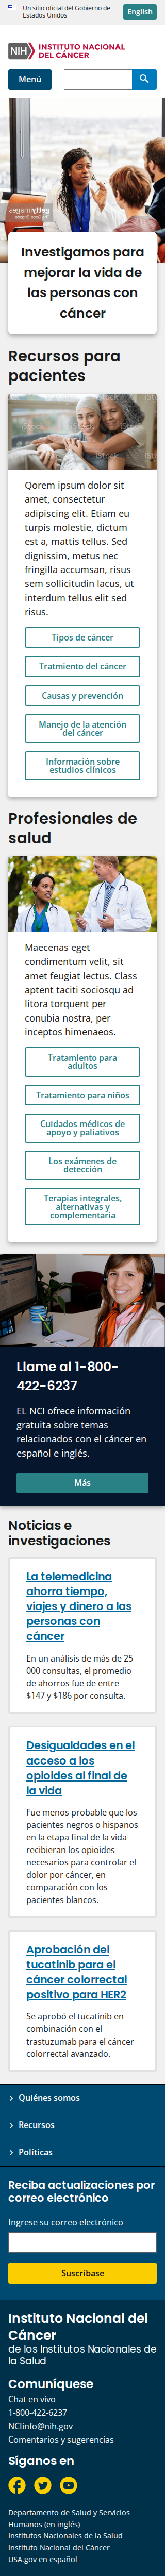 Un sitio oficial del Gobierno de
Estados Unidos
English
NIH
INSTITUTO NACIONAL
DEL CÁNCER
Menú
gettyimages
Investigamos para
mejorar la vida de
las personas con
cáncer
Recursos para
pacientes
iStock
iStock
iStock
Lorem ipsum dolor sit
amet, consectetur
adipiscing elit. Etiam eu
turpis molestie, dictum
est a, mattis tellus. Sed
dignissim, metus nec
fringilla accumsan, risus
sem sollicitudin lacus, ut
interdum tellus elit sed
risus.
Tipos de cáncer
Tratmiento del cáncer
Causas y prevención
Manejo de la atención
del cáncer
Información sobre
estudios clínicos
Profesionales de
salud
Maecenas eget
condimentum velit, sit
amet feugiat lectus. Class
aptent taciti sociosqu ad
litora torquent per
conubia nostra, per
inceptos himenaeos.
Tratamiento para
adultos
Tratamiento para niños
Cuidados médicos de
apoyo y paliativos
Los exámenes de
detección
Terapias integrales,
alternativas y
complementaria
Llame al 1-800-
422-6237
EL NCI ofrece información
gratuita sobre temas
relacionados con el cáncer en
español e inglés.
Más
Noticias e
investigaciones
La telemedicina
ahorra tiempo,
viajes y dinero a las
personas con
cáncer
En un análisis de más de 25
000 consultas, el promedio
de ahorros fue de entre
$147 y $186 por consulta.
Desigualdades en el
acceso a los
opioides al final de
la vida
Fue menos probable que los
pacientes negros o hispanos
en la etapa final de la vida
recibieran los opioides
necesarios para controlar el
dolor por cáncer, en
comparación con los
pacientes blancos.
Aprobación del
tucatinib para el
cáncer colorrectal
positivo para HER2
Se aprobó el tucatinib en
combinación con el
trastuzumab para el cáncer
colorectal avanzado.
Quiénes somos
Recursos
Políticas
Reciba actualizaciones por
correo electrónico
Ingrese su correo electrónico
Suscríbase
Instituto Nacional del
Cáncer
de los Institutos Nacionales de
la Salud
Comuníquese
Chat en vivo
1-800-422-6237
NCIinfo@nih.gov
Comentarios y sugerencias
Síganos en
Departamento de Salud y Servicios
Humanos (en inglés)
Institutos Nacionales de la Salud
Instituto Nacional del Cáncer
USA.gov en español